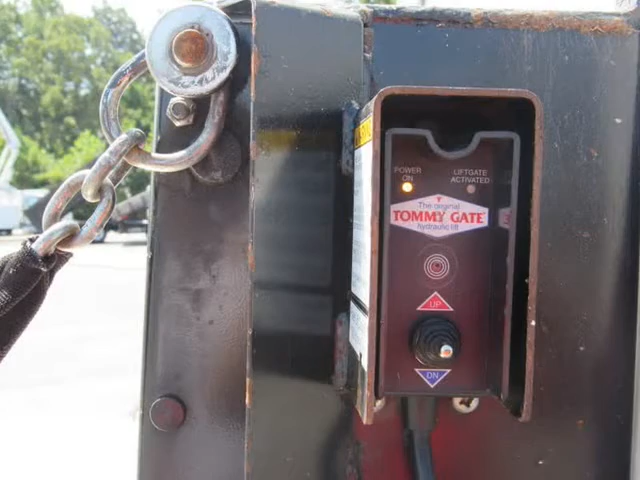 POWER
ON
LIFTGATE
ACTIVATED
The original
TOMMY GATE
hydraulic lift
UP
DN